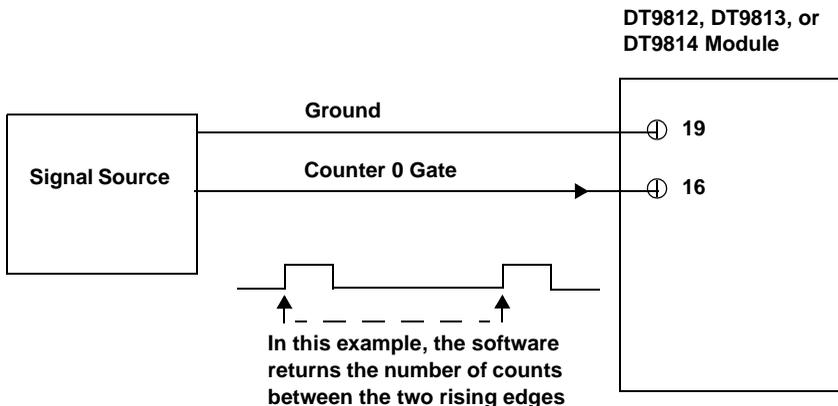 DT9812, DT9813, or
DT9814 Module
Ground
19
Signal Source
Counter 0 Gate
16
In this example, the software
returns the number of counts
between the two rising edges